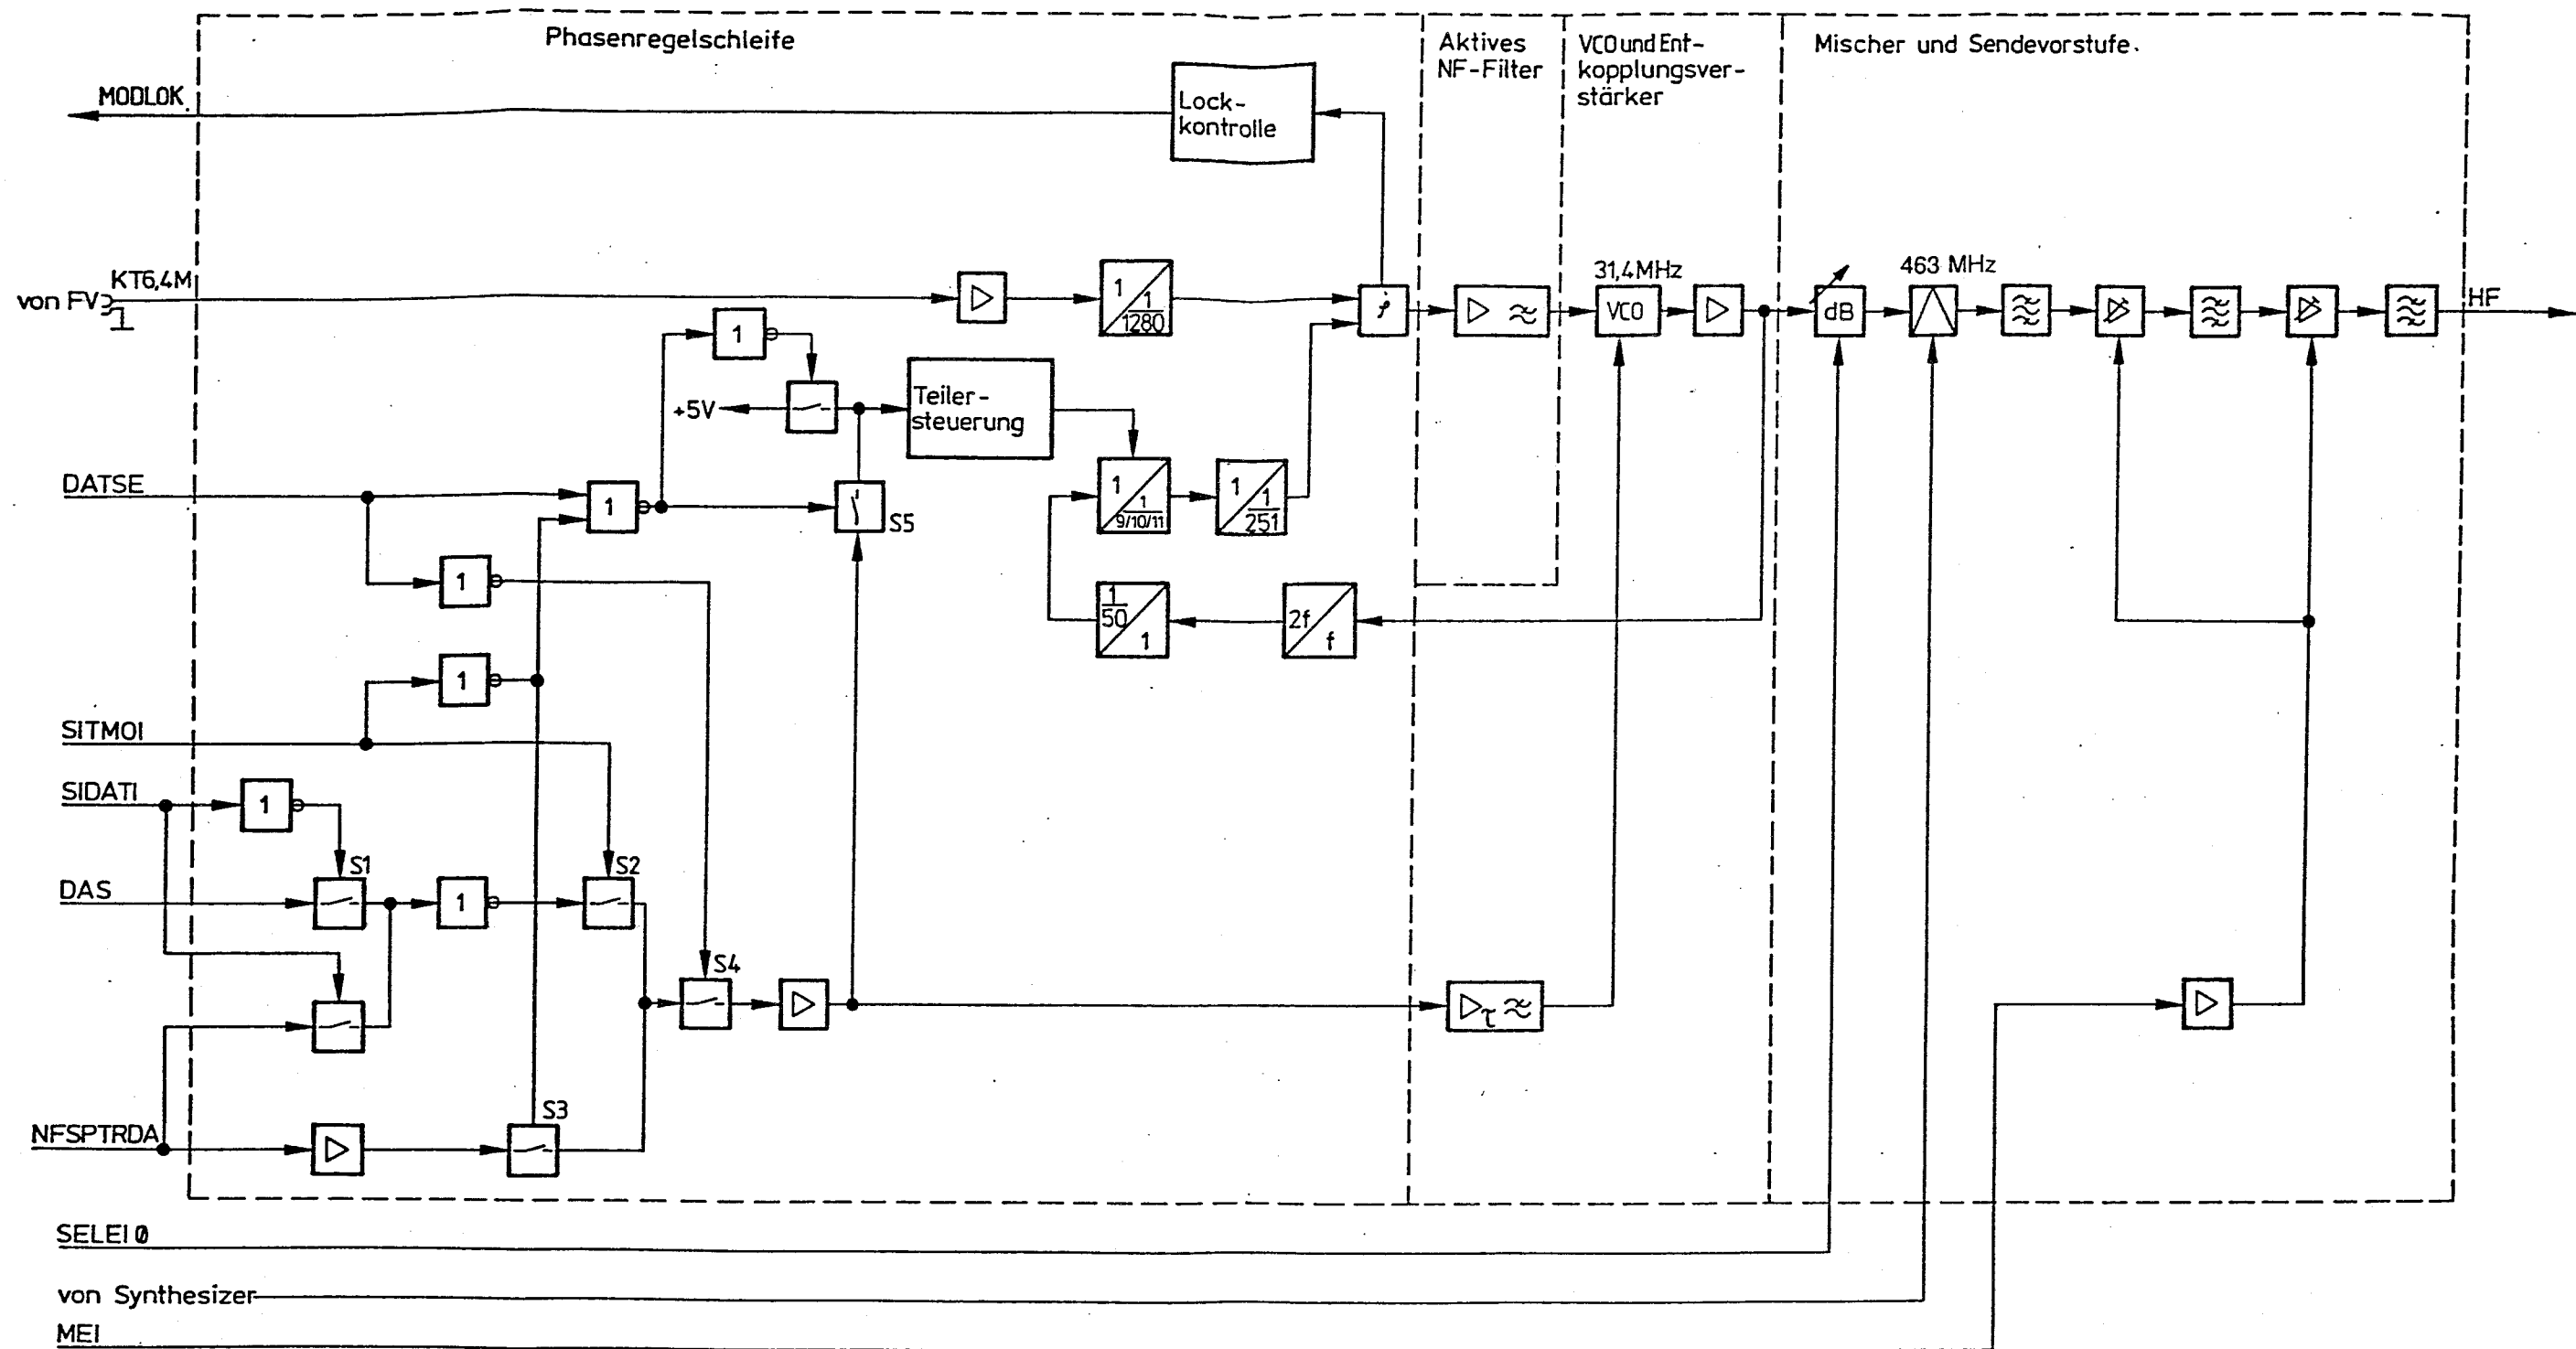 Phasenregelschleife
Aktives
NF-Filter
VCO und Ent-
kopplungsver-
stärker
Mischer und Sendevorstufe.
MODLOK
Lock-
kontrolle
von FV
KT6,4M
1
1
1280
φ
31,4MHz
VCO
dB
463 MHz
HF
1
+5V
Teiler-
steuerung
DATSE
1
S5
1
1
9/10/11
1
1
251
1
1
50
1
2f
f
1
SITMOI
SIDATI
1
S1
S2
DAS
1
S4
τ
S3
NFSPTRDA
SELEI 0
von Synthesizer
MEI